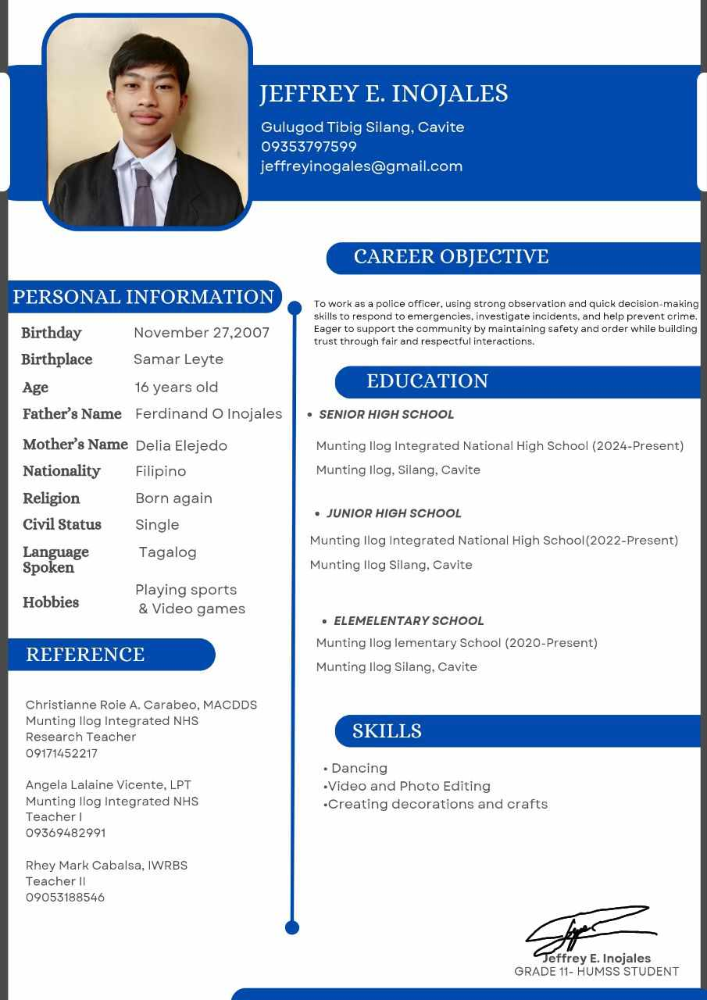 JEFFREY E. INOJALES
Gulugod Tibig Silang, Cavite
09353797599
jeffreyinogales@gmail.com
PERSONAL INFORMATION
Birthday November 27,2007
Birthplace Samar Leyte
Age 16 years old
Father's Name Ferdinand O Inojales
Mother's Name Delia Elejedo
Nationality Filipino
Religion Born again
Civil Status Single
Language Tagalog
Spoken
Playing sports
Hobbies
& Video games
REFERENCE
Christianne Roie A. Carabeo, MACDDS
Munting Ilog Integrated NHS
Research Teacher
09171452217
Angela Lalaine Vicente, LPT
Munting Ilog Integrated NHS
Teacher I
09369482991
Rhey Mark Cabalsa, IWRBS
Teacher II
09053188546
CAREER OBJECTIVE
To work as a police officer, using strong observation and quick decision-making
skills to respond to emergencies, investigate incidents, and help prevent crime.
Eager to support the community by maintaining safety and order while building
trust through fair and respectful interactions.
EDUCATION
• SENIOR HIGH SCHOOL
Munting Ilog Integrated National High School (2024-Present)
Munting Ilog, Silang, Cavite
• JUNIOR HIGH SCHOOL
Munting Ilog Integrated National High School(2022-Present)
Munting Ilog Silang, Cavite
• ELEMELENTARY SCHOOL
Munting Ilog lementary School (2020-Present)
Munting Ilog Silang, Cavite
SKILLS
• Dancing
•Video and Photo Editing
•Creating decorations and crafts
Jeffrey E. Inojales
GRADE 11- HUMSS STUDENT